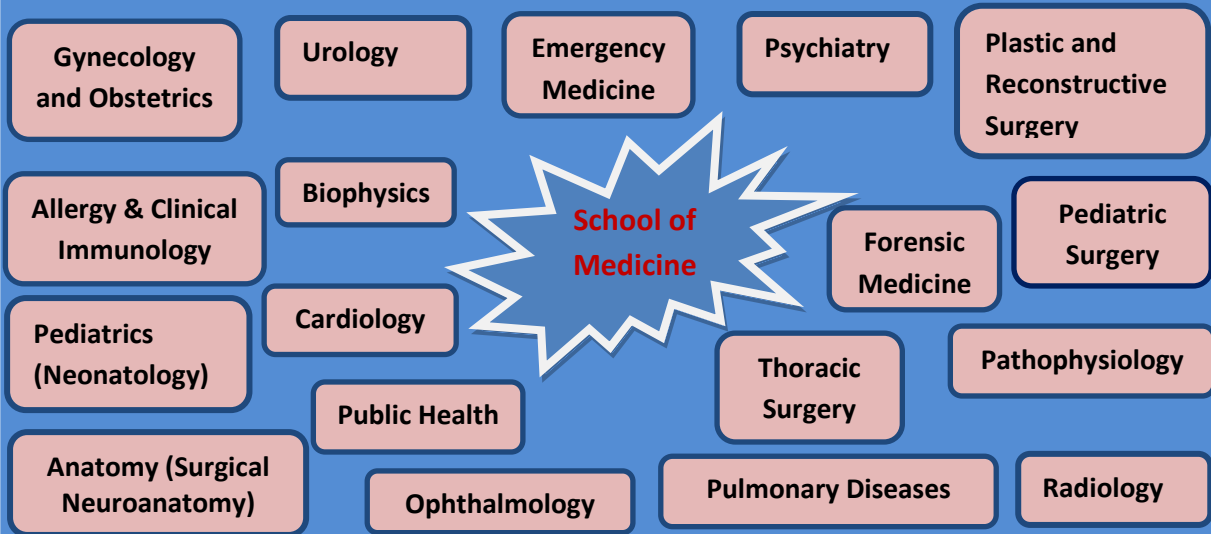 Gynecology
and Obstetrics
Urology
Emergency
Medicine
Psychiatry
Plastic and
Reconstructive
Surgery
Allergy & Clinical
Immunology
Biophysics
School of
Medicine
Forensic
Medicine
Pediatric
Surgery
Pediatrics
(Neonatology)
Cardiology
Thoracic
Surgery
Pathophysiology
Public Health
Anatomy (Surgical
Neuroanatomy)
Ophthalmology
Pulmonary Diseases
Radiology